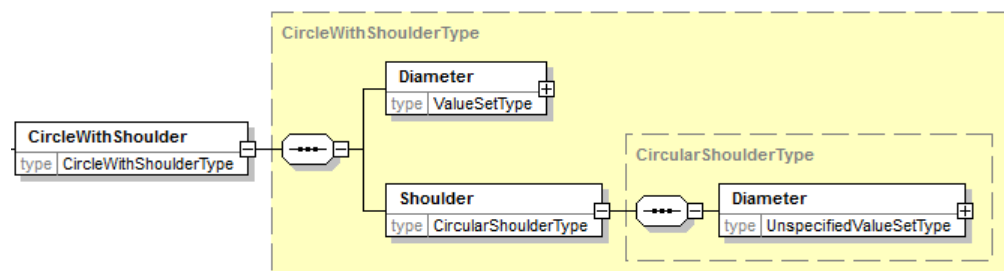 CircleWithShoulderType
Diameter
type ValueSetType
CircleWithShoulder
type CircleWithShoulderType
CircularShoulderType
Shoulder
type CircularShoulderType
Diameter
type UnspecifiedValueSetType